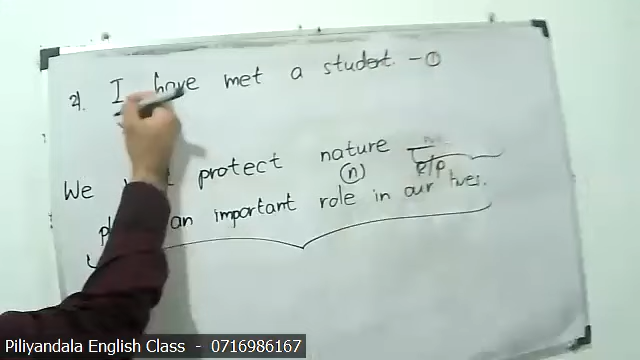 2). I have met a student. - ①
We protect nature
(n) R/P
an important role in our lives.
Piliyandala English Class - 0716986167